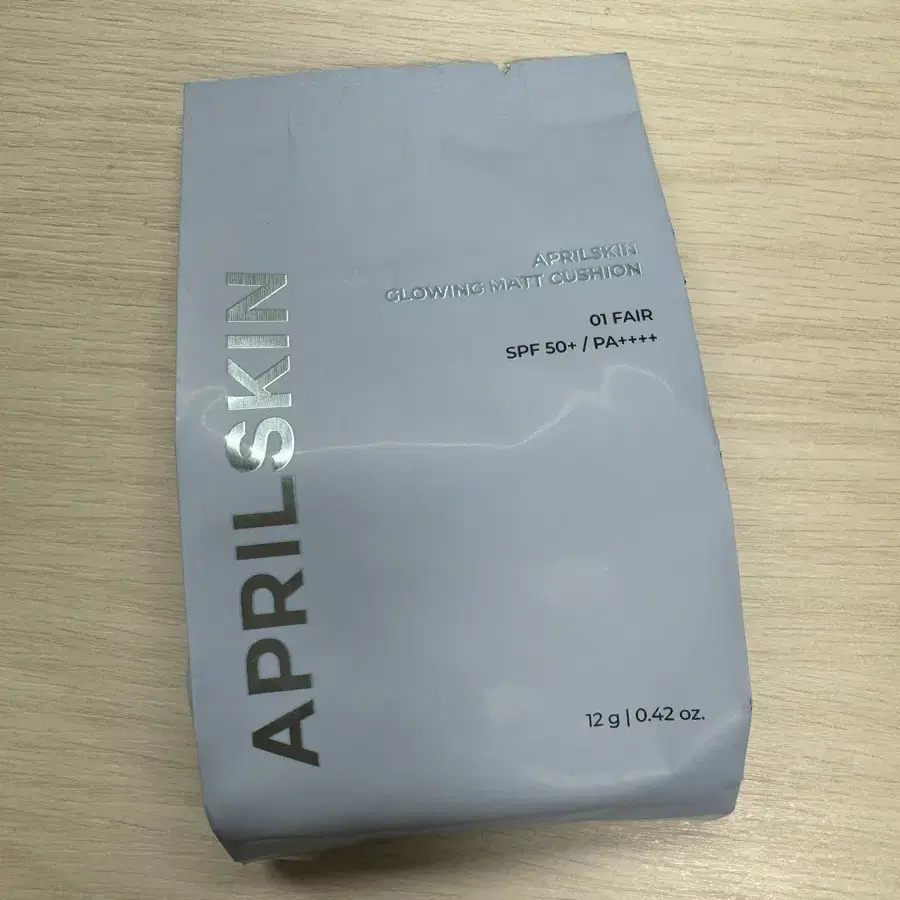 APRILSKIN
APRILSKIN
GLOWING MATT CUSHION
01 FAIR
SPF 50+ / PA++++
12 g | 0.42 oz.